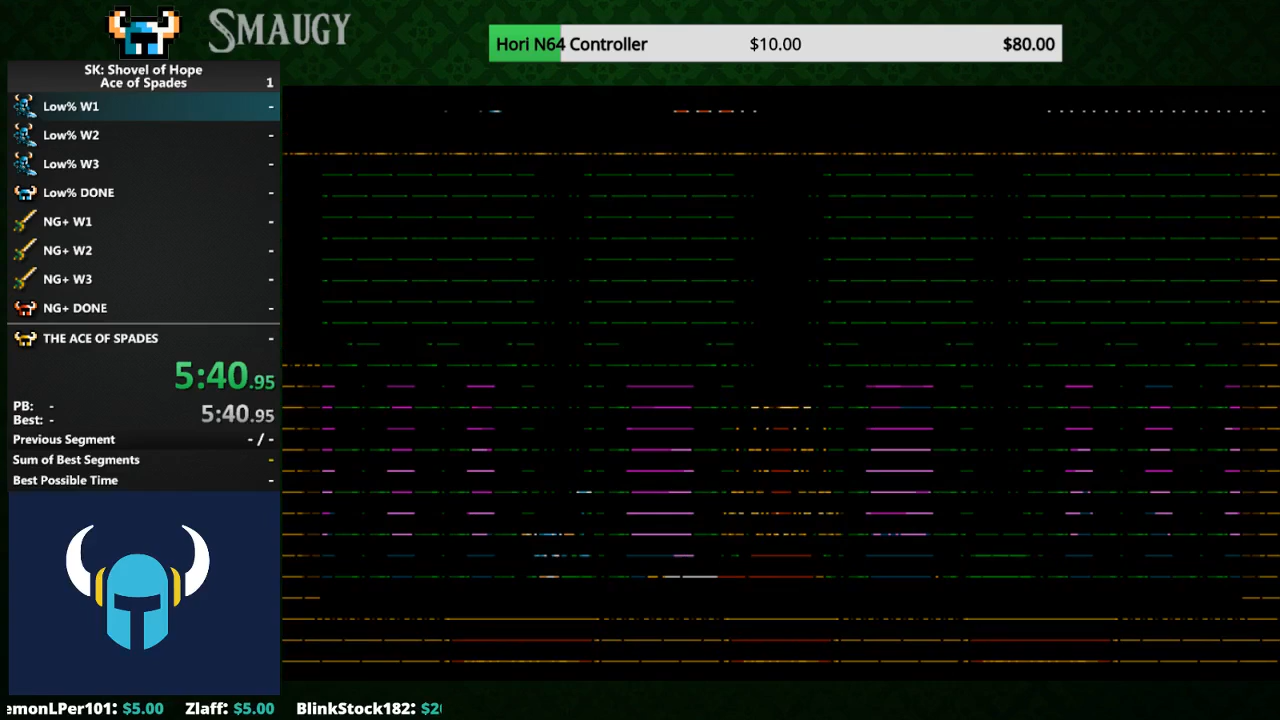 SMAUGY
Hori N64 Controller $10.00 $80.00
SK: Shovel of Hope
Ace of Spades 1
Low% W1 -
Low% W2 -
Low% W3 -
Low% DONE -
NG+ W1 -
NG+ W2 -
NG+ W3 -
NG+ DONE -
THE ACE OF SPADES -
5:40.95
PB: -
Best: - 5:40.95
Previous Segment - / -
Sum of Best Segments -
Best Possible Time -
emonLPer101: $5.00 Zlaff: $5.00 BlinkStock182: